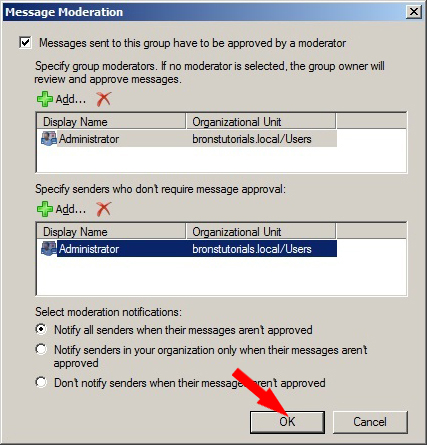 Message Moderation
Messages sent to this group have to be approved by a moderator
Specify group moderators. If no moderator is selected, the group owner will
review and approve messages.
Add...
Display Name Organizational Unit
Administrator bronstutorials.local/Users
Specify senders who don't require message approval:
Add...
Display Name Organizational Unit
Administrator bronstutorials.local/Users
Select moderation notifications:
Notify all senders when their messages aren't approved
Notify senders in your organization only when their messages aren't
approved
Don't notify senders when their messages aren't approved
OK Cancel